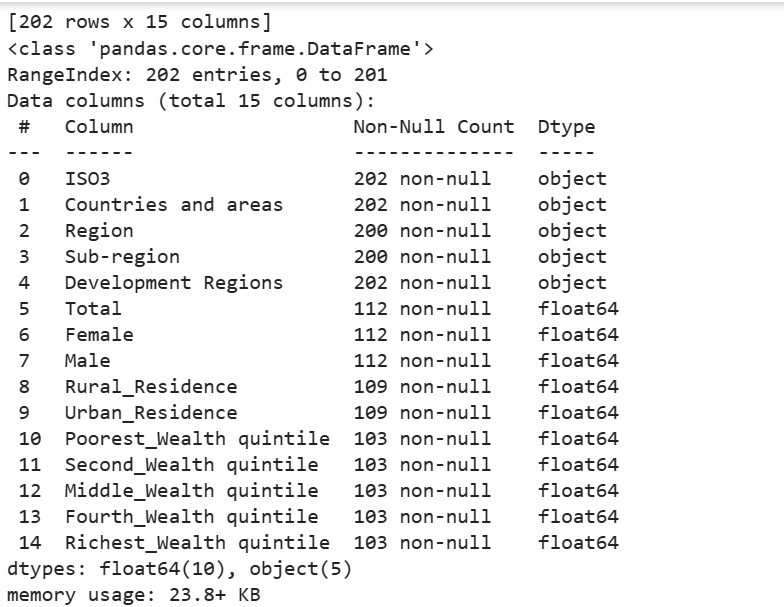 [202 rows x 15 columns]
<class 'pandas.core.frame.DataFrame'>
RangeIndex: 202 entries, 0 to 201
Data columns (total 15 columns):
 #   Column                   Non-Null Count  Dtype
---  ------                   --------------  -----
 0   ISO3                     202 non-null    object
 1   Countries and areas      202 non-null    object
 2   Region                   200 non-null    object
 3   Sub-region               200 non-null    object
 4   Development Regions      202 non-null    object
 5   Total                    112 non-null    float64
 6   Female                   112 non-null    float64
 7   Male                     112 non-null    float64
 8   Rural_Residence          109 non-null    float64
 9   Urban_Residence          109 non-null    float64
 10  Poorest_Wealth quintile  103 non-null    float64
 11  Second_Wealth quintile   103 non-null    float64
 12  Middle_Wealth quintile   103 non-null    float64
 13  Fourth_Wealth quintile   103 non-null    float64
 14  Richest_Wealth quintile  103 non-null    float64
dtypes: float64(10), object(5)
memory usage: 23.8+ KB